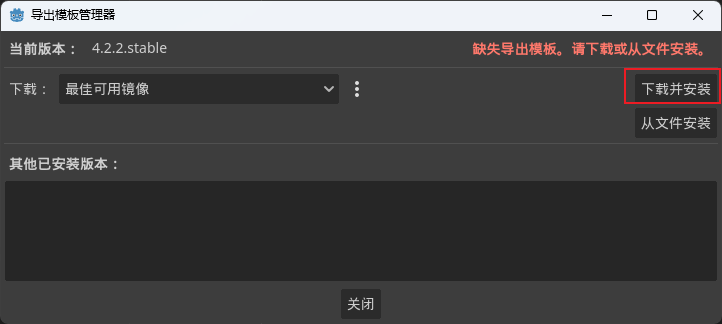 导出模板管理器
当前版本： 4.2.2.stable 缺失导出模板。请下载或从文件安装。
下载： 最佳可用镜像 下载并安装
从文件安装
其他已安装版本：
关闭